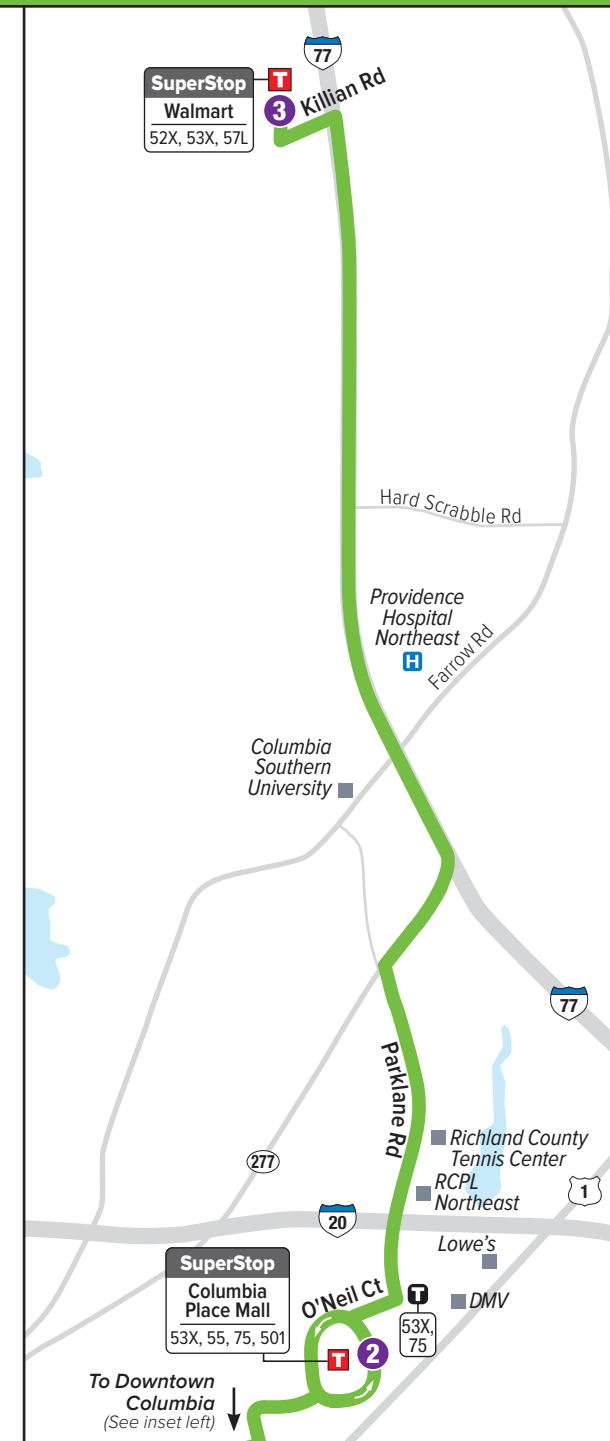 77
SuperStop
T
Walmart
3
Killian Rd
52X, 53X, 57L
Hard Scrabble Rd
Providence
Hospital
Northeast
H
Farrow Rd
Columbia
Southern
University
77
Parklane Rd
Richland County
Tennis Center
277
RCPL
Northeast
1
20
Lowe's
SuperStop
Columbia
Place Mall
53X, 55, 75, 501
O'Neil Ct
T
DMV
53X,
75
T
2
To Downtown
Columbia
(See inset left)